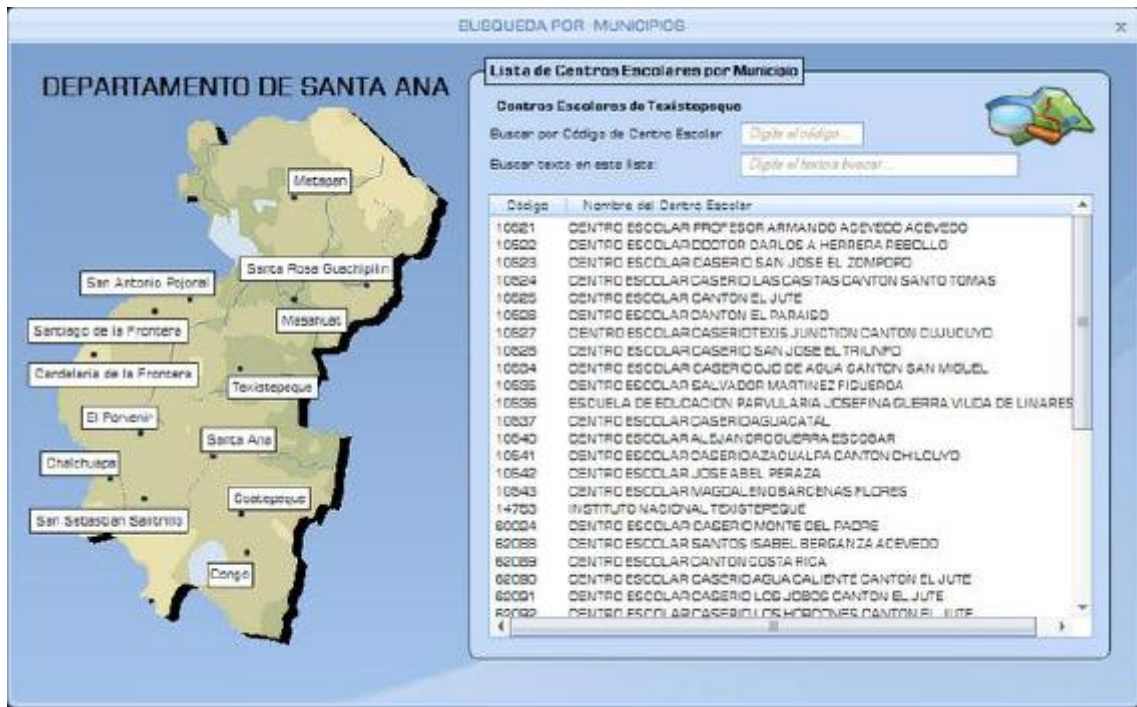 BUSQUEDA POR MUNICIPIOS
x
DEPARTAMENTO DE SANTA ANA
Metapan
Santa Rosa Guachipilin
San Antonio Pajonal
Masahuat
Santiago de la Frontera
Candelaria de la Frontera
Texistepeque
El Porvenir
Santa Ana
Chalchuapa
Coatepeque
San Sebastian Salitrillo
Congo
Lista de Centros Escolares por Municipio
Centros Escolares de Texistepeque
Buscar por Código de Centro Escolar
Digite el código...
Buscar texto en esta lista:
Digite el texto a buscar...
Código Nombre del Centro Escolar
10521 CENTRO ESCOLAR PROFESOR ARMANDO ACEVEDO ACEVEDO
10522 CENTRO ESCOLAR DOCTOR CARLOS A HERRERA REBOLLO
10523 CENTRO ESCOLAR CASERIO SAN JOSE EL ZOMPOPO
10524 CENTRO ESCOLAR CASERIO LAS CASITAS CANTON SANTO TOMAS
10525 CENTRO ESCOLAR CANTON EL JUTE
10526 CENTRO ESCOLAR CANTON EL PARAISO
10527 CENTRO ESCOLAR CASERIO TEXIS JUNCTION CANTON CUJUCUYO
10528 CENTRO ESCOLAR CASERIO SAN JOSE EL TRIUNFO
10534 CENTRO ESCOLAR CASERIO OJO DE AGUA CANTON SAN MIGUEL
10535 CENTRO ESCOLAR SALVADOR MARTINEZ FIGUEROA
10536 ESCUELA DE EDUCACION PARVULARIA JOSEFINA GUERRA VILIDA DE LINARES
10537 CENTRO ESCOLAR CASERIO AGUACATAL
10540 CENTRO ESCOLAR ALEJANDRO GUERRA ESCOBAR
10541 CENTRO ESCOLAR CASERIO AZACUALPA CANTON CHILCUYO
10542 CENTRO ESCOLAR JOSE ABEL PERAZA
10543 CENTRO ESCOLAR MAGDALENO BARCENAS FLORES
14753 INSTITUTO NACIONAL TEXISTEPEQUE
60024 CENTRO ESCOLAR CASERIO MONTE DEL PADRE
62088 CENTRO ESCOLAR SANTOS ISABEL BERGANZA ACEVEDO
62089 CENTRO ESCOLAR CANTON COSTA RICA
62090 CENTRO ESCOLAR CASERIO AGUA CALIENTE CANTON EL JUTE
62091 CENTRO ESCOLAR CASERIO LOS JOBOS CANTON EL JUTE
62092 CENTRO ESCOLAR CASERIO LOS HORCONES CANTON EL JUTE